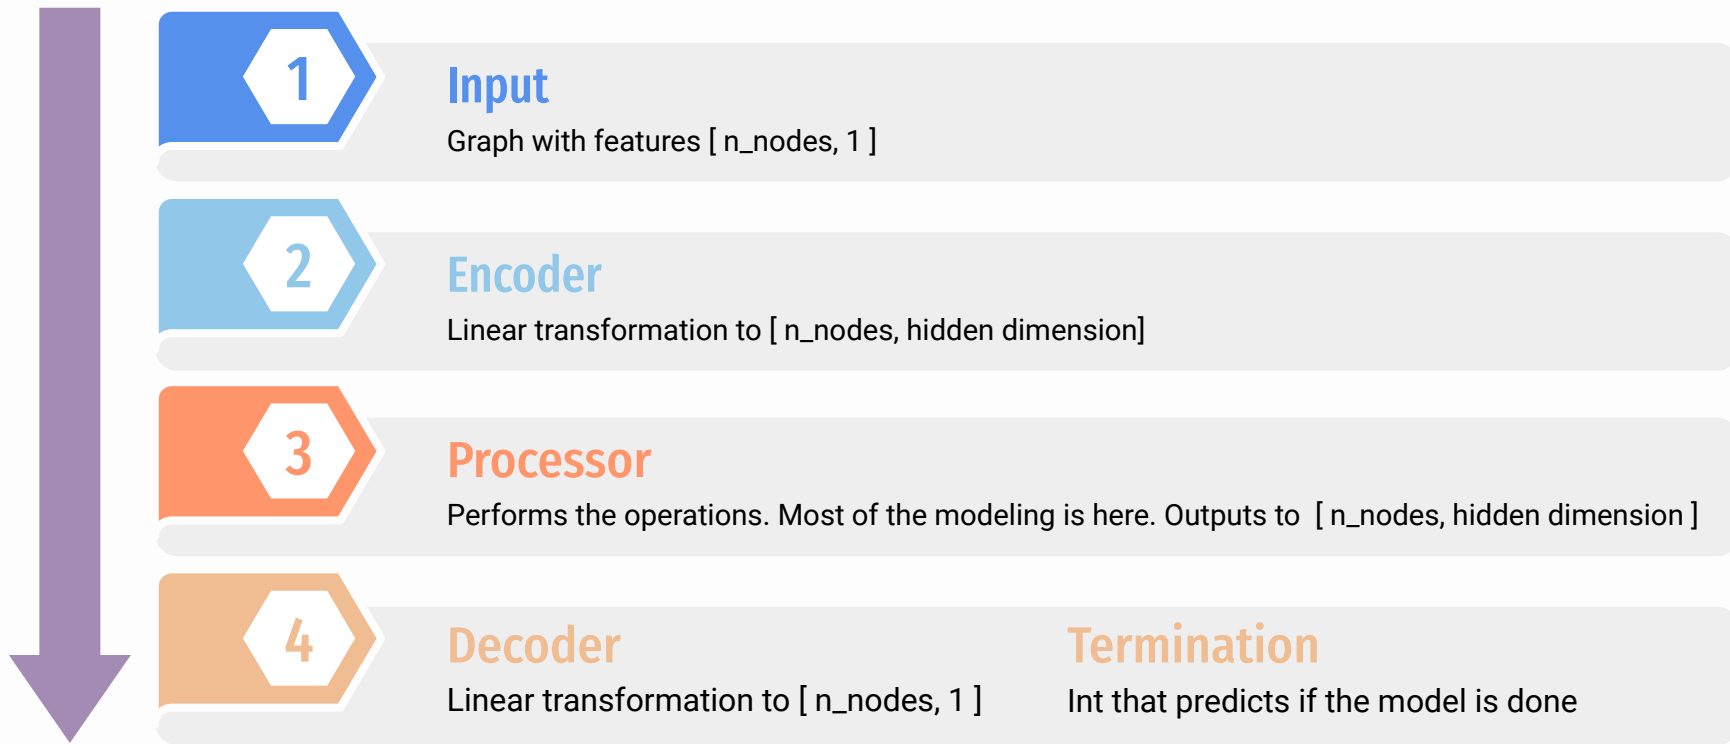 1
Input
Graph with features [ n_nodes, 1 ]
2
Encoder
Linear transformation to [ n_nodes, hidden dimension]
3
Processor
Performs the operations. Most of the modeling is here. Outputs to  [ n_nodes, hidden dimension ]
4
Decoder
Linear transformation to [ n_nodes, 1 ]
Termination
Int that predicts if the model is done